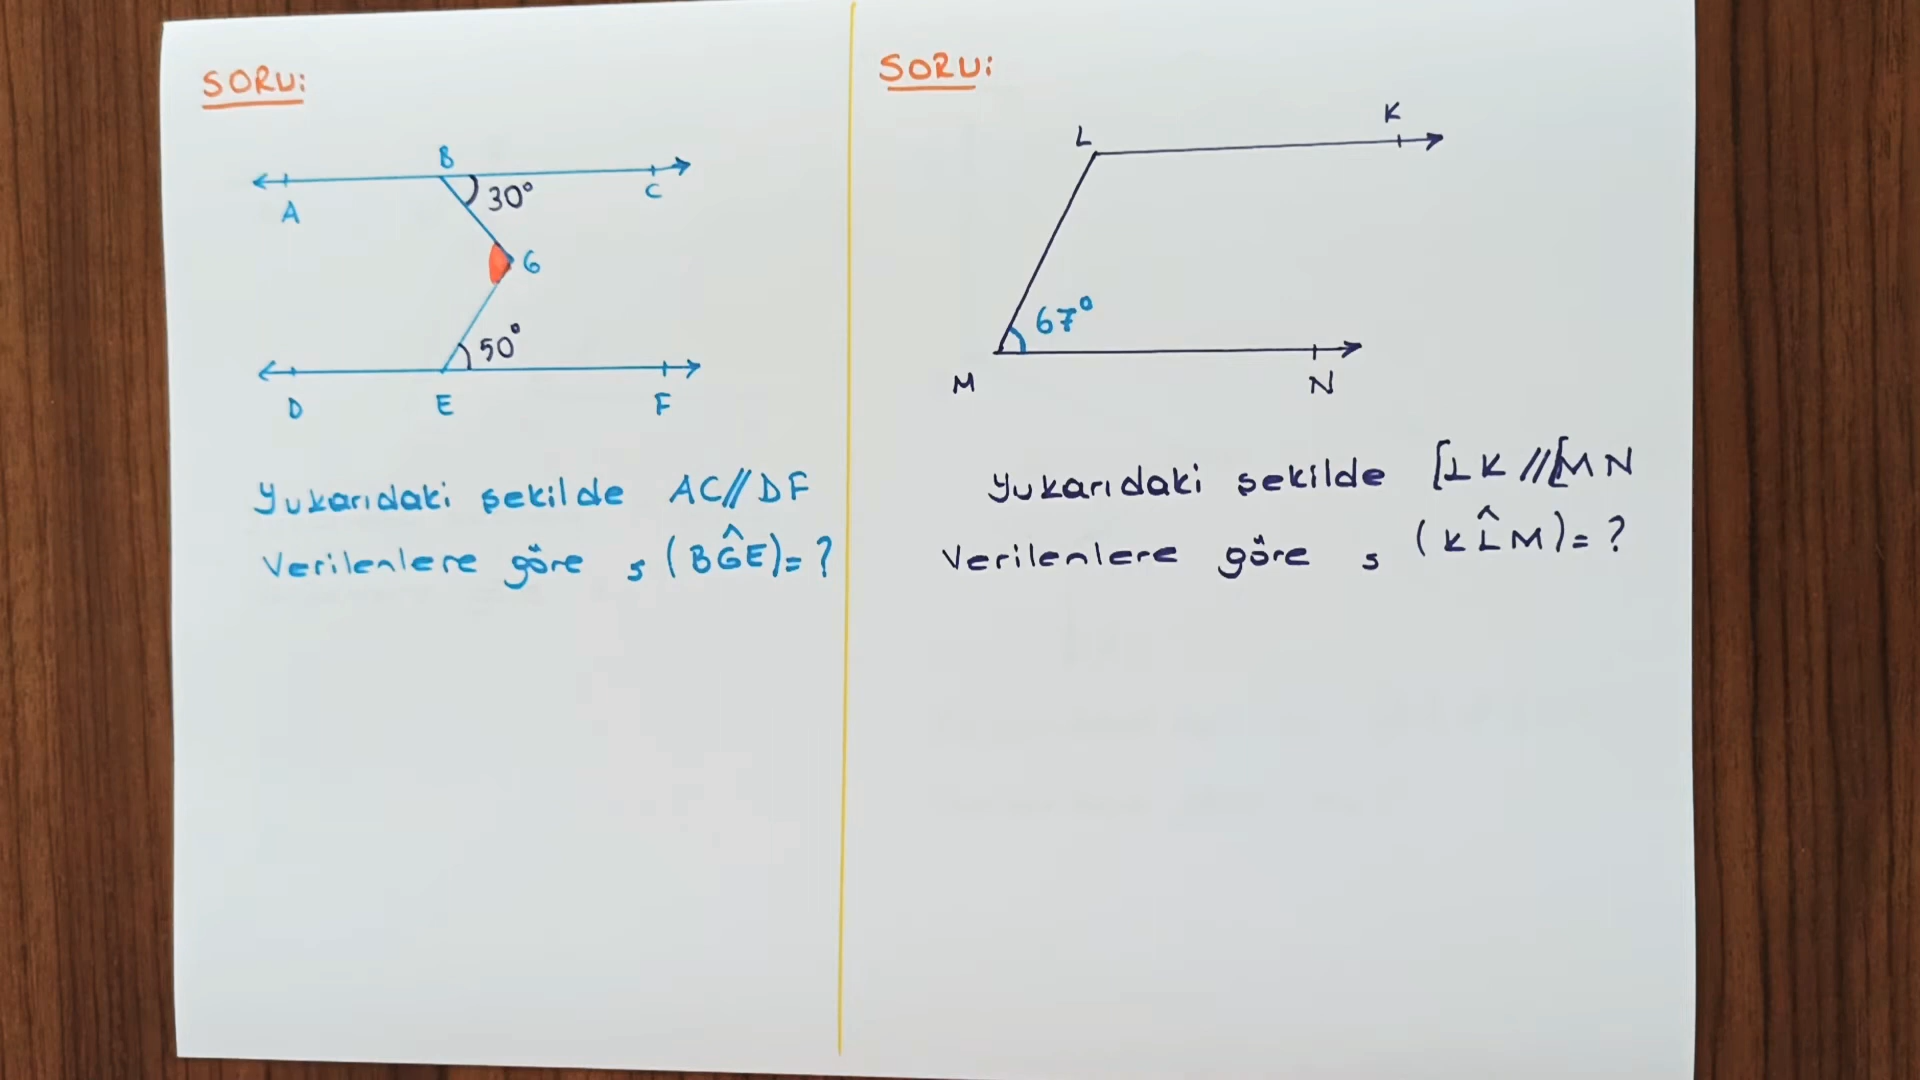 SORU:
B
30°
A
C
G
50°
D
E
F
Yukarıdaki şekilde AC//DF
Verilenlere göre s(BĜE)=?
SORU:
L
K
67°
M
N
Yukarıdaki şekilde [LK//[MN
Verilenlere göre s(KL̂M)=?